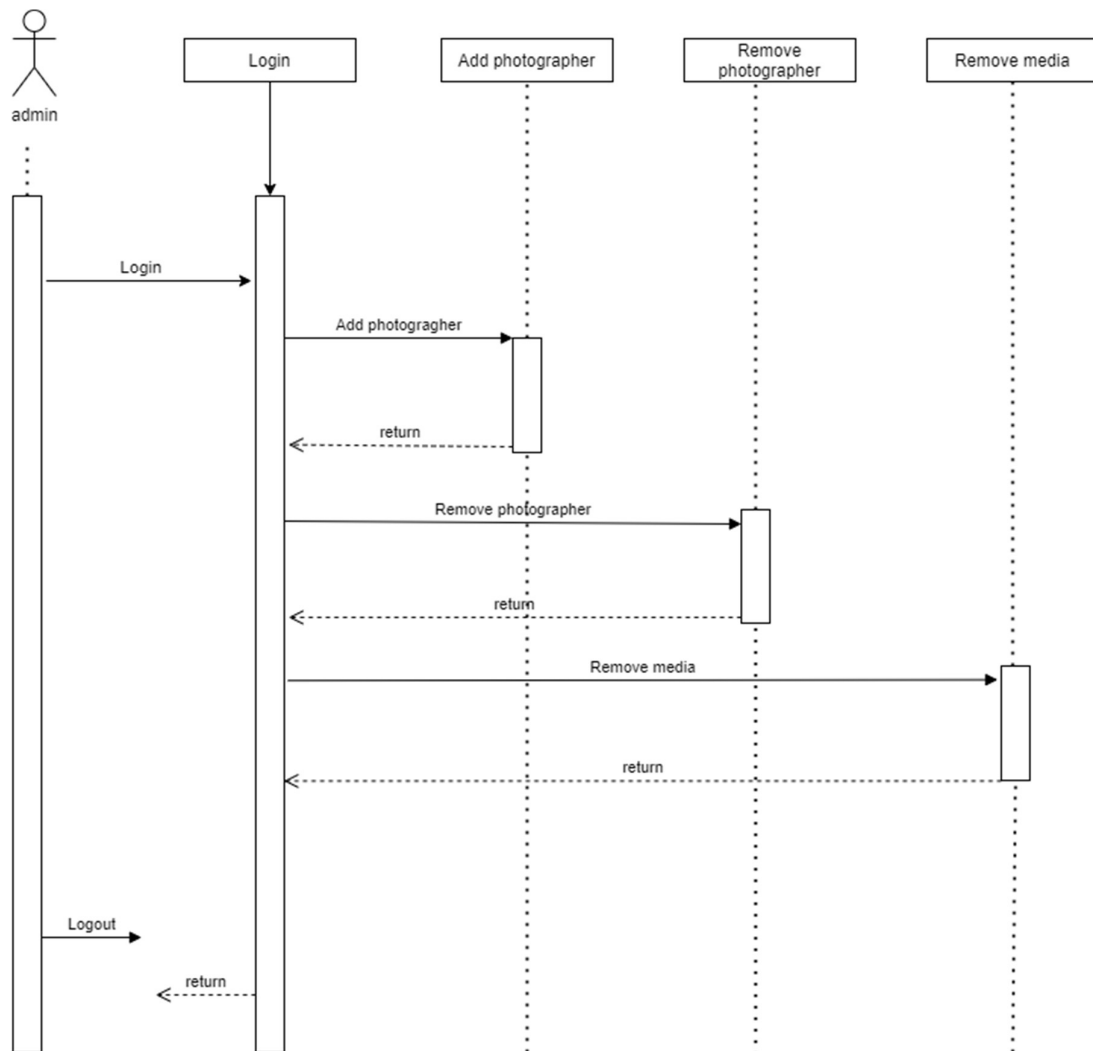 admin
Login
Add photographer
Remove
photographer
Remove media
Login
Add photogragher
return
Remove photographer
return
Remove media
return
Logout
return